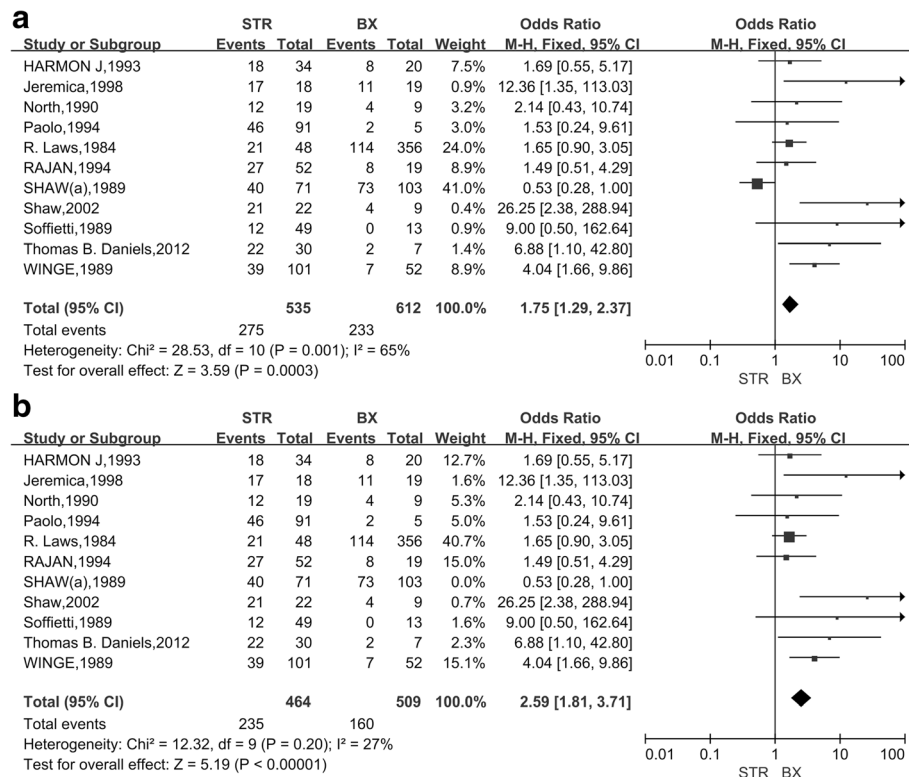 a
STR BX Odds Ratio Odds Ratio
Study or Subgroup Events Total Events Total Weight M-H, Fixed, 95% CI M-H, Fixed, 95% CI
HARMON J,1993 18 34 8 20 7.5% 1.69 [0.55, 5.17]
Jeremica,1998 17 18 11 19 0.9% 12.36 [1.35, 113.03]
North,1990 12 19 4 9 3.2% 2.14 [0.43, 10.74]
Paolo,1994 46 91 2 5 3.0% 1.53 [0.24, 9.61]
R. Laws,1984 21 48 114 356 24.0% 1.65 [0.90, 3.05]
RAJAN,1994 27 52 8 19 8.9% 1.49 [0.51, 4.29]
SHAW(a),1989 40 71 73 103 41.0% 0.53 [0.28, 1.00]
Shaw,2002 21 22 4 9 0.4% 26.25 [2.38, 288.94]
Soffietti,1989 12 49 0 13 1.6% 9.00 [0.50, 162.64]
Thomas B. Daniels,2012 22 30 2 7 1.4% 6.88 [1.10, 42.80]
WINGE,1989 39 101 7 52 8.9% 4.04 [1.66, 9.86]
Total (95% CI) 535 612 100.0% 1.75 [1.29, 2.37]
Total events 275 233
Heterogeneity: Chi² = 28.53, df = 10 (P = 0.001); I² = 65%
Test for overall effect: Z = 3.59 (P = 0.0003)
0.01 0.1 1 10 100
STR BX
b
STR BX Odds Ratio Odds Ratio
Study or Subgroup Events Total Events Total Weight M-H, Fixed, 95% CI M-H, Fixed, 95% CI
HARMON J,1993 18 34 8 20 12.7% 1.69 [0.55, 5.17]
Jeremica,1998 17 18 11 19 1.6% 12.36 [1.35, 113.03]
North,1990 12 19 4 9 5.3% 2.14 [0.43, 10.74]
Paolo,1994 46 91 2 5 5.0% 1.53 [0.24, 9.61]
R. Laws,1984 21 48 114 356 40.7% 1.65 [0.90, 3.05]
RAJAN,1994 27 52 8 19 15.0% 1.49 [0.51, 4.29]
SHAW(a),1989 40 71 73 103 0.0% 0.53 [0.28, 1.00]
Shaw,2002 21 22 4 9 0.7% 26.25 [2.38, 288.94]
Soffietti,1989 12 49 0 13 1.6% 9.00 [0.50, 162.64]
Thomas B. Daniels,2012 22 30 2 7 2.3% 6.88 [1.10, 42.80]
WINGE,1989 39 101 7 52 15.1% 4.04 [1.66, 9.86]
Total (95% CI) 464 509 100.0% 2.59 [1.81, 3.71]
Total events 235 160
Heterogeneity: Chi² = 12.32, df = 9 (P = 0.20); I² = 27%
Test for overall effect: Z = 5.19 (P < 0.00001)
0.01 0.1 1 10 100
STR BX